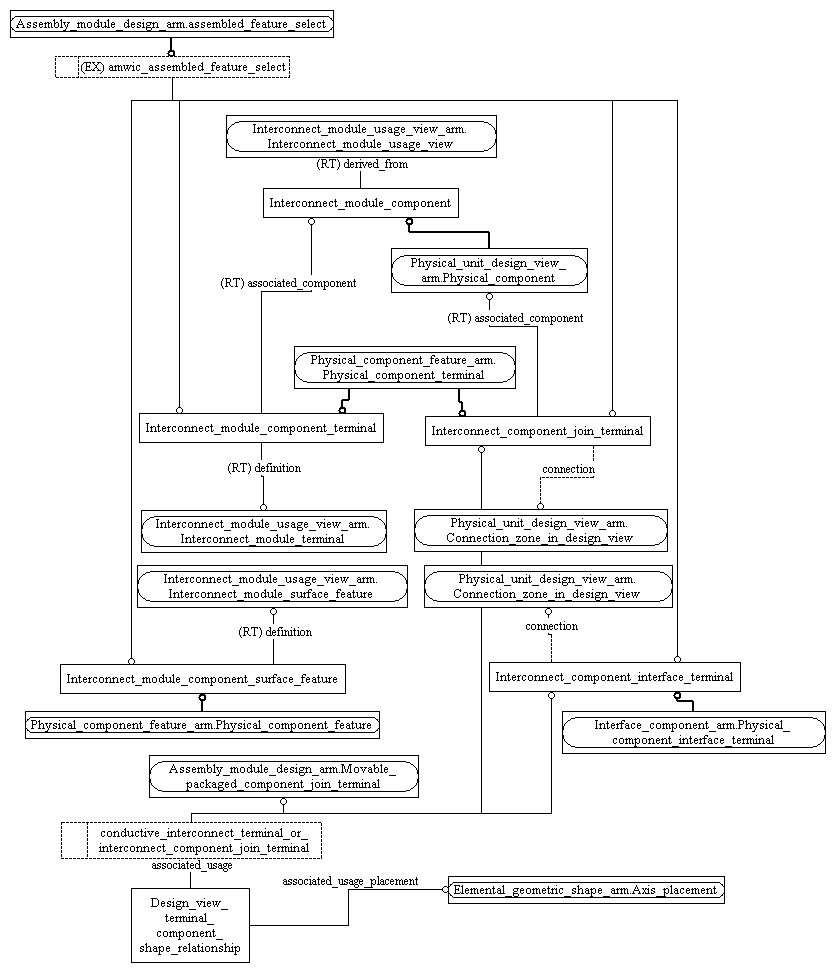 Assembly_module_design_arm.assembled_feature_select
(EX) amwic_assembled_feature_select
Interconnect_module_usage_view_arm.
Interconnect_module_usage_view
(RT) derived_from
Interconnect_module_component
Physical_unit_design_view_
arm.Physical_component
(RT) associated_component
(RT) associated_component
Physical_component_feature_arm.
Physical_component_terminal
Interconnect_module_component_terminal
Interconnect_component_join_terminal
(RT) definition
connection
Interconnect_module_usage_view_arm.
Interconnect_module_terminal
Physical_unit_design_view_arm.
Connection_zone_in_design_view
Interconnect_module_usage_view_arm.
Interconnect_module_surface_feature
Physical_unit_design_view_arm.
Connection_zone_in_design_view
(RT) definition
connection
Interconnect_module_component_surface_feature
Interconnect_component_interface_terminal
Physical_component_feature_arm.Physical_component_feature
Interface_component_arm.Physical_
component_interface_terminal
Assembly_module_design_arm.Movable_
packaged_component_join_terminal
conductive_interconnect_terminal_or_
interconnect_component_join_terminal
associated_usage
associated_usage_placement
Elemental_geometric_shape_arm.Axis_placement
Design_view_
terminal_
component_
shape_relationship